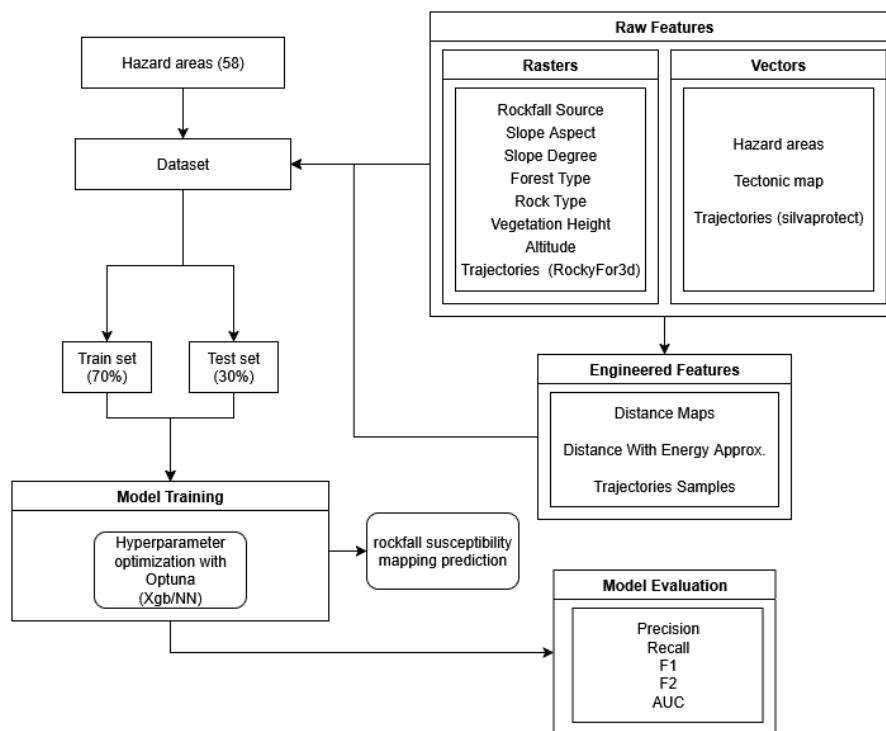 Hazard areas (58)
Dataset
Train set
(70%)
Test set
(30%)
Model Training
Hyperparameter
optimization with
Optuna
(Xgb/NN)
rockfall susceptibility
mapping prediction
Raw Features
Rasters
Rockfall Source
Slope Aspect
Slope Degree
Forest Type
Rock Type
Vegetation Height
Altitude
Trajectories (RockyFor3d)
Vectors
Hazard areas
Tectonic map
Trajectories (silvaprotect)
Engineered Features
Distance Maps
Distance With Energy Approx.
Trajectories Samples
Model Evaluation
Precision
Recall
F1
F2
AUC